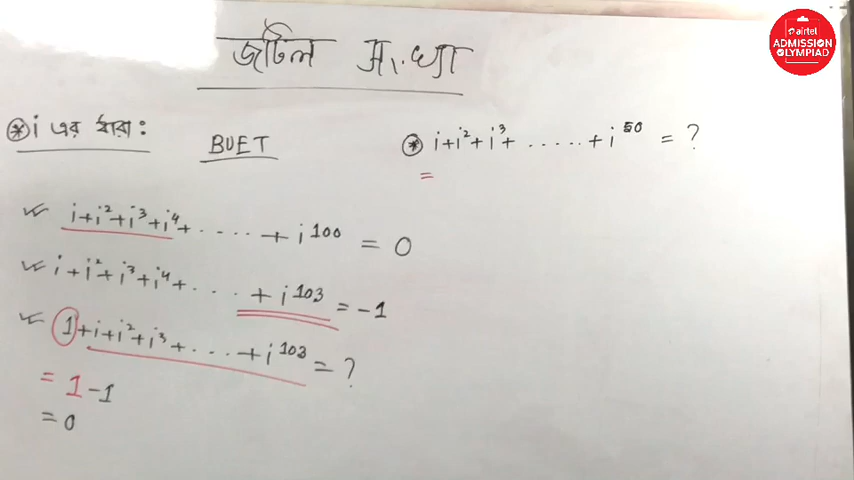 airtel
ADMISSION
OLYMPIAD
জটিল সংখ্যা
* i এর ধারা :
BUET
i+i²+i³+i⁴+.....+i¹⁰⁰ = 0
i+i²+i³+i⁴+.....+i¹⁰³ = -1
1+i+i²+i³+....+i¹⁰³ = ?
= 1-1
= 0
* i+i²+i³+......+i⁵⁰ = ?
=